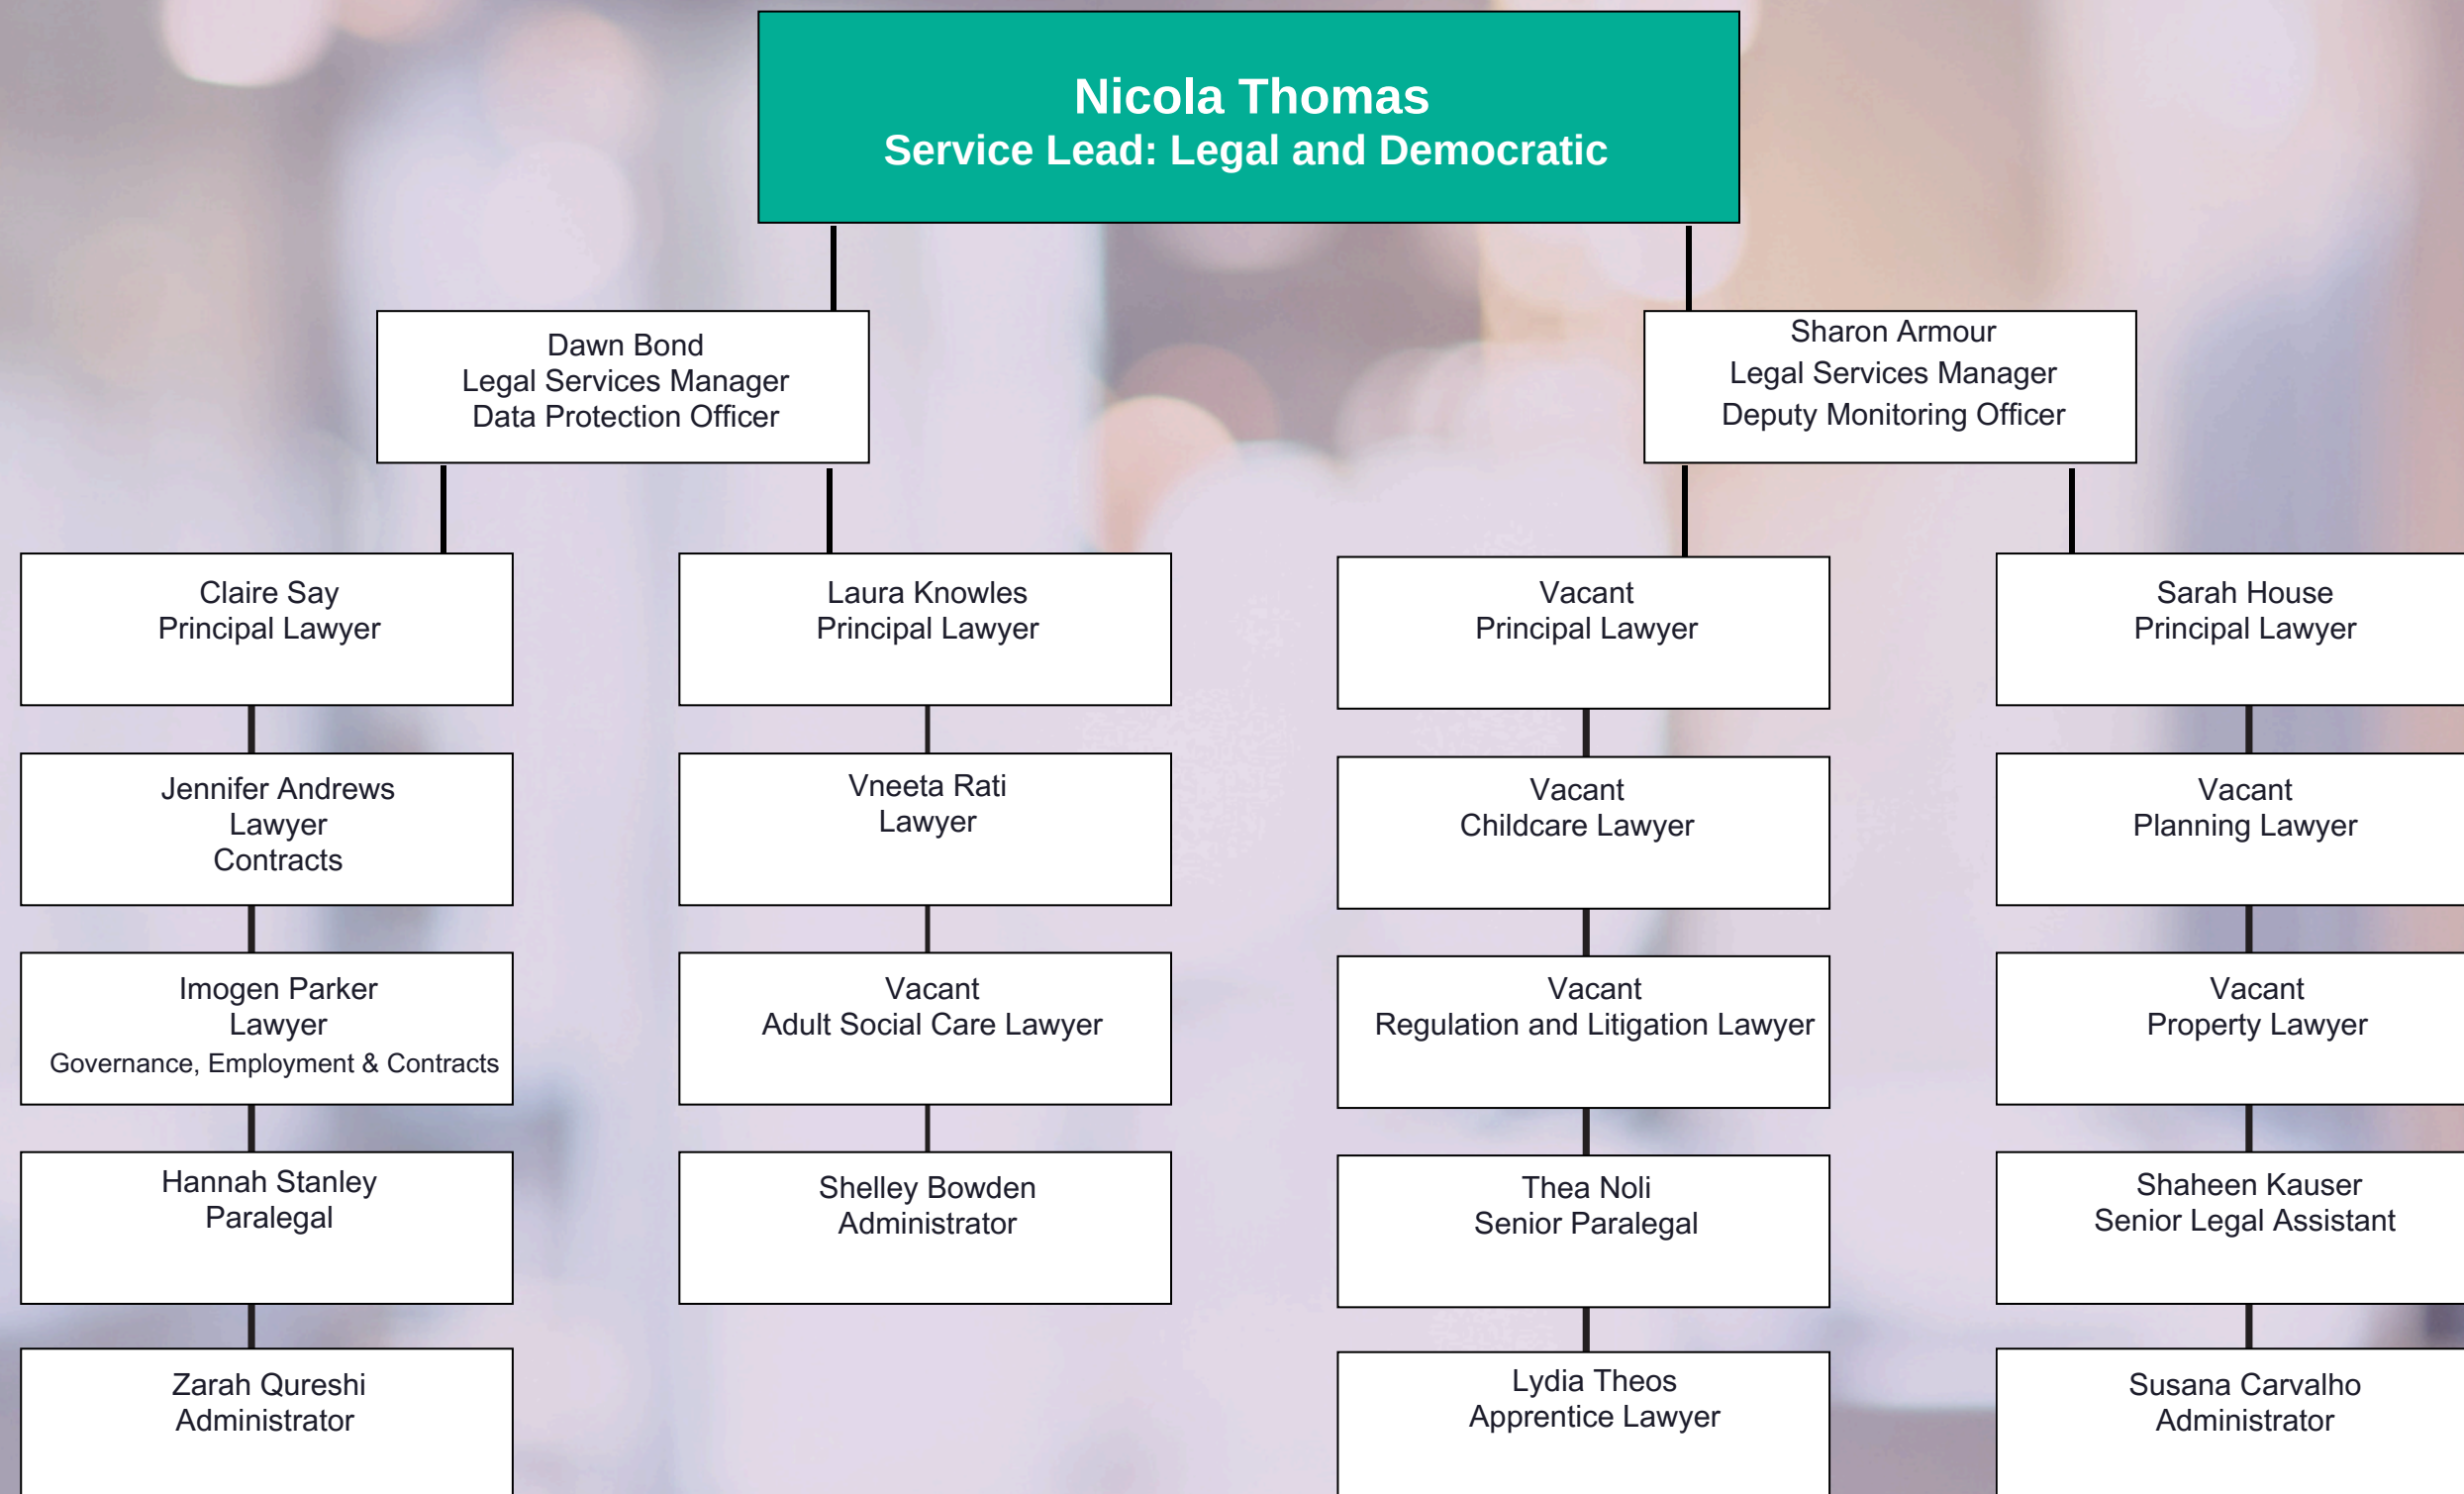 Nicola Thomas
Service Lead: Legal and Democratic
Dawn Bond
Legal Services Manager
Data Protection Officer
Sharon Armour
Legal Services Manager
Deputy Monitoring Officer
Claire Say
Principal Lawyer
Laura Knowles
Principal Lawyer
Vacant
Principal Lawyer
Sarah House
Principal Lawyer
Jennifer Andrews
Lawyer
Contracts
Vneeta Rati
Lawyer
Vacant
Childcare Lawyer
Vacant
Planning Lawyer
Imogen Parker
Lawyer
Governance, Employment & Contracts
Vacant
Adult Social Care Lawyer
Vacant
Regulation and Litigation Lawyer
Vacant
Property Lawyer
Hannah Stanley
Paralegal
Shelley Bowden
Administrator
Thea Noli
Senior Paralegal
Shaheen Kauser
Senior Legal Assistant
Zarah Qureshi
Administrator
Lydia Theos
Apprentice Lawyer
Susana Carvalho
Administrator